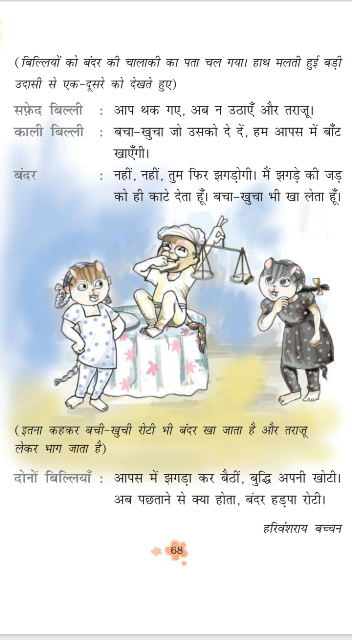 (बिल्लियों को बंदर की चालाकी का पता चल गया। हाथ मलती हुई बड़ी
उदासी से एक-दूसरे को देखते हुए)
सफ़ेद बिल्ली : आप थक गए, अब न उठाएँ और तराजू।
काली बिल्ली : बचा-खुचा जो उसको दे दें, हम आपस में बाँट
खाएँगी।
बंदर : नहीं, नहीं, तुम फिर झगड़ोगी। मैं झगड़े की जड़
को ही काटे देता हूँ। बचा-खुचा भी खा लेता हूँ।
(इतना कहकर बची-खुची रोटी भी बंदर खा जाता है और तराजू
लेकर भाग जाता है)
दोनों बिल्लियाँ : आपस में झगड़ा कर बैठीं, बुद्धि अपनी खोटी।
अब पछताने से क्या होता, बंदर हड़पा रोटी।
हरिवंशराय बच्चन
68